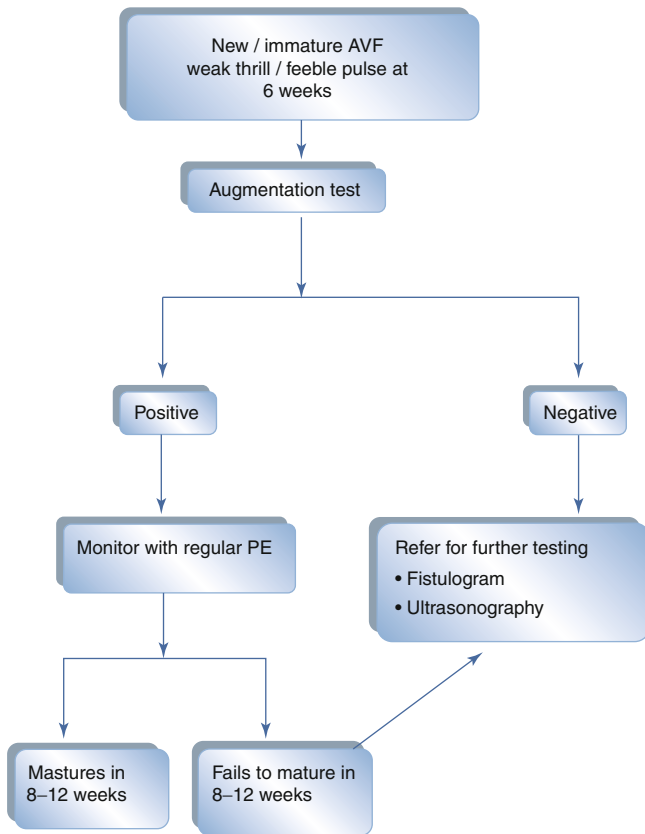 New / immature AVF
weak thrill / feeble pulse at
6 weeks
Augmentation test
Positive
Negative
Monitor with regular PE
Refer for further testing
• Fistulogram
• Ultrasonography
Mastures in
8–12 weeks
Fails to mature in
8–12 weeks